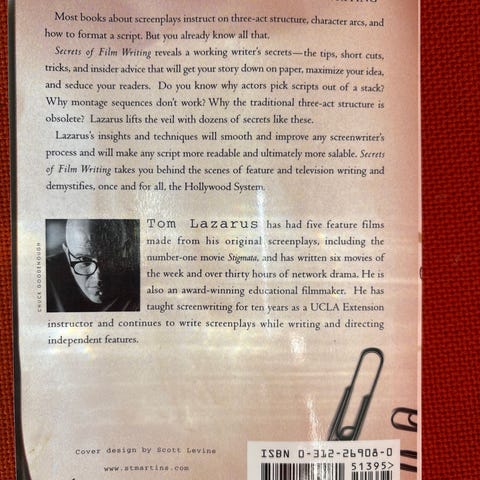 Most books about screenplays instruct on three-act structure, character arcs, and
how to format a script. But you already know all that.
Secrets of Film Writing reveals a working writer's secrets—the tips, short cuts,
tricks, and insider advice that will get your story down on paper, maximize your idea,
and seduce your readers. Do you know why actors pick scripts out of a stack?
Why montage sequences don't work? Why the traditional three-act structure is
obsolete? Lazarus lifts the veil with dozens of secrets like these.
Lazarus's insights and techniques will smooth and improve any screenwriter's
process and will make any script more readable and ultimately more salable. Secrets
of Film Writing takes you behind the scenes of feature and television writing and
demystifies, once and for all, the Hollywood System.
CHUCK GOODENOUGH
Tom Lazarus has had five feature films
made from his original screenplays, including the
number-one movie Stigmata, and has written six movies of
the week and over thirty hours of network drama. He is
also an award-winning educational filmmaker. He has
taught screenwriting for ten years as a UCLA Extension
instructor and continues to write screenplays while writing and directing
independent features.
Cover design by Scott Levine
www.stmartins.com
ISBN 0-312-26908-0
51395>